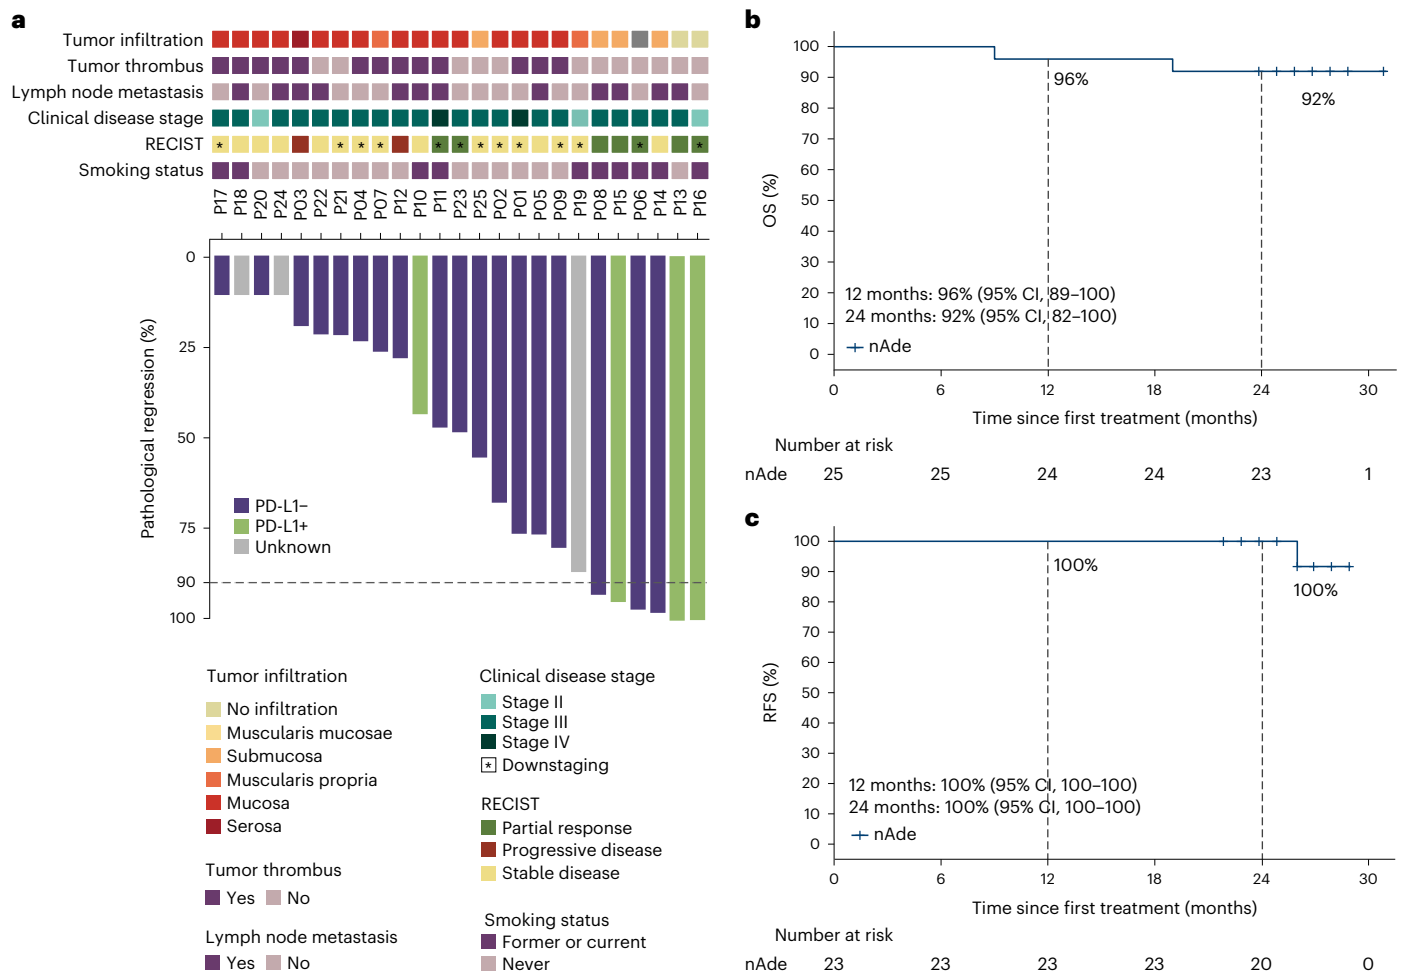 a
Tumor infiltration
Tumor thrombus
Lymph node metastasis
Clinical disease stage
RECIST
* * * * * * * * * * * * * *
Smoking status
P17 P18 P20 P24 P03 P22 P21 P04 P07 P12 P10 P11 P23 P25 P02 P01 P05 P09 P19 P08 P15 P06 P14 P13 P16
Pathological regression (%)
0
25
50
75
90
100
PD-L1−
PD-L1+
Unknown
Tumor infiltration
No infiltration
Muscularis mucosae
Submucosa
Muscularis propria
Mucosa
Serosa
Tumor thrombus
Yes No
Lymph node metastasis
Yes No
Clinical disease stage
Stage II
Stage III
Stage IV
* Downstaging
RECIST
Partial response
Progressive disease
Stable disease
Smoking status
Former or current
Never
b
OS (%)
100
90
80
70
60
50
40
30
20
10
0
96%
92%
12 months: 96% (95% CI, 89–100)
24 months: 92% (95% CI, 82–100)
nAde
0 6 12 18 24 30
Time since first treatment (months)
Number at risk
nAde 25 25 24 24 23 1
c
RFS (%)
100
90
80
70
60
50
40
30
20
10
0
100%
100%
12 months: 100% (95% CI, 100–100)
24 months: 100% (95% CI, 100–100)
nAde
0 6 12 18 24 30
Time since first treatment (months)
Number at risk
nAde 23 23 23 23 20 0